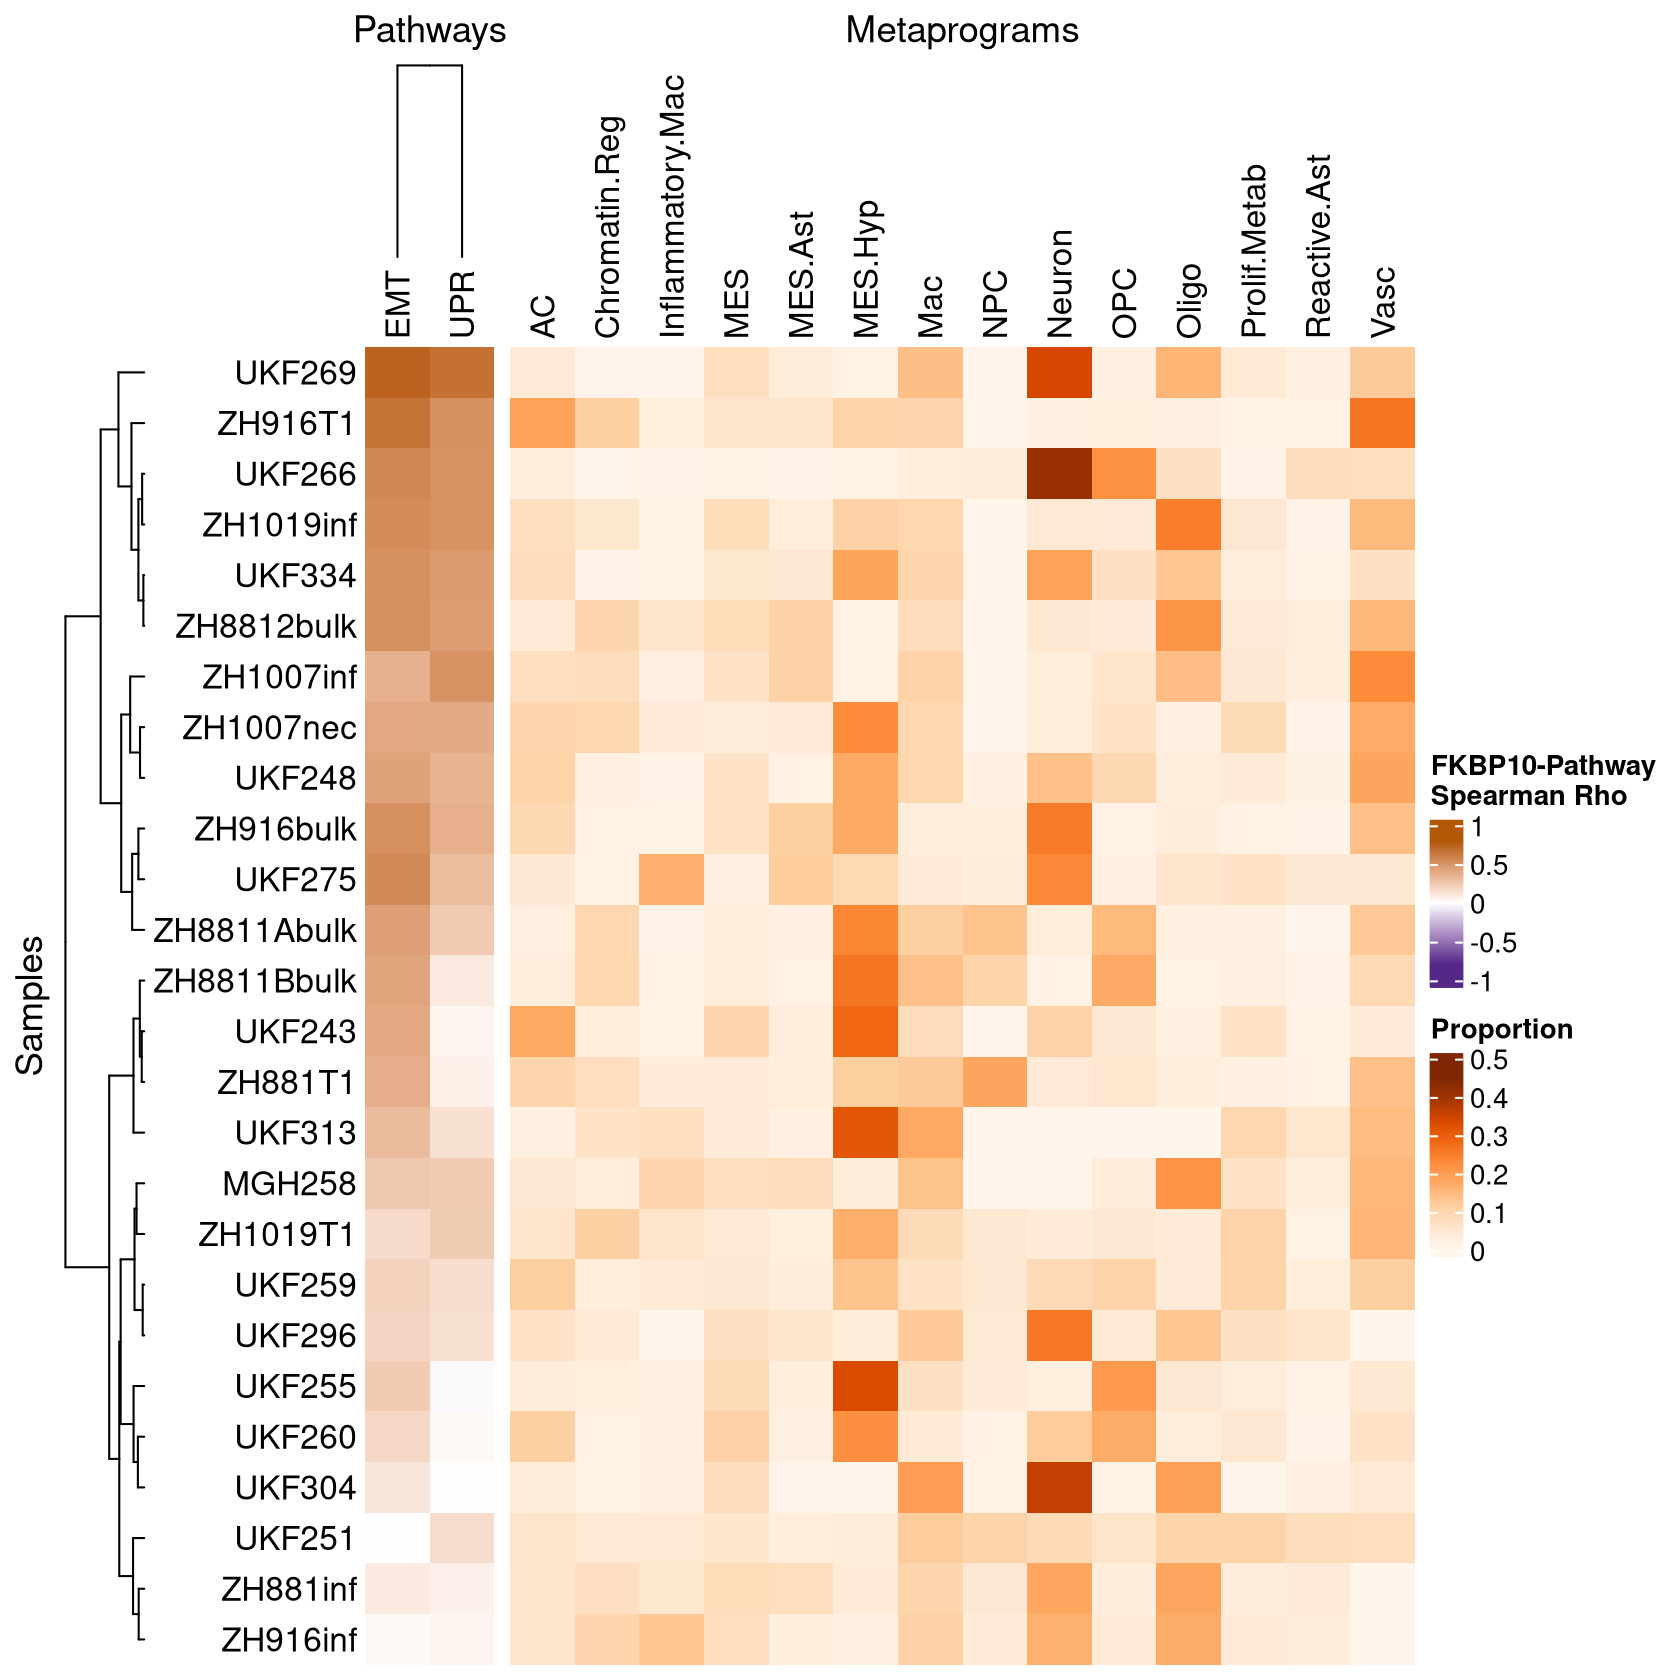 Pathways
Metaprograms
EMT
UPR
AC
Chromatin.Reg
Inflammatory.Mac
MES
MES.Ast
MES.Hyp
Mac
NPC
Neuron
OPC
Oligo
Prolif.Metab
Reactive.Ast
Vasc
Samples
UKF269
ZH916T1
UKF266
ZH1019inf
UKF334
ZH8812bulk
ZH1007inf
ZH1007nec
UKF248
ZH916bulk
UKF275
ZH8811Abulk
ZH8811Bbulk
UKF243
ZH881T1
UKF313
MGH258
ZH1019T1
UKF259
UKF296
UKF255
UKF260
UKF304
UKF251
ZH881inf
ZH916inf
FKBP10-Pathway
Spearman Rho
1
0.5
0
-0.5
-1
Proportion
0.5
0.4
0.3
0.2
0.1
0